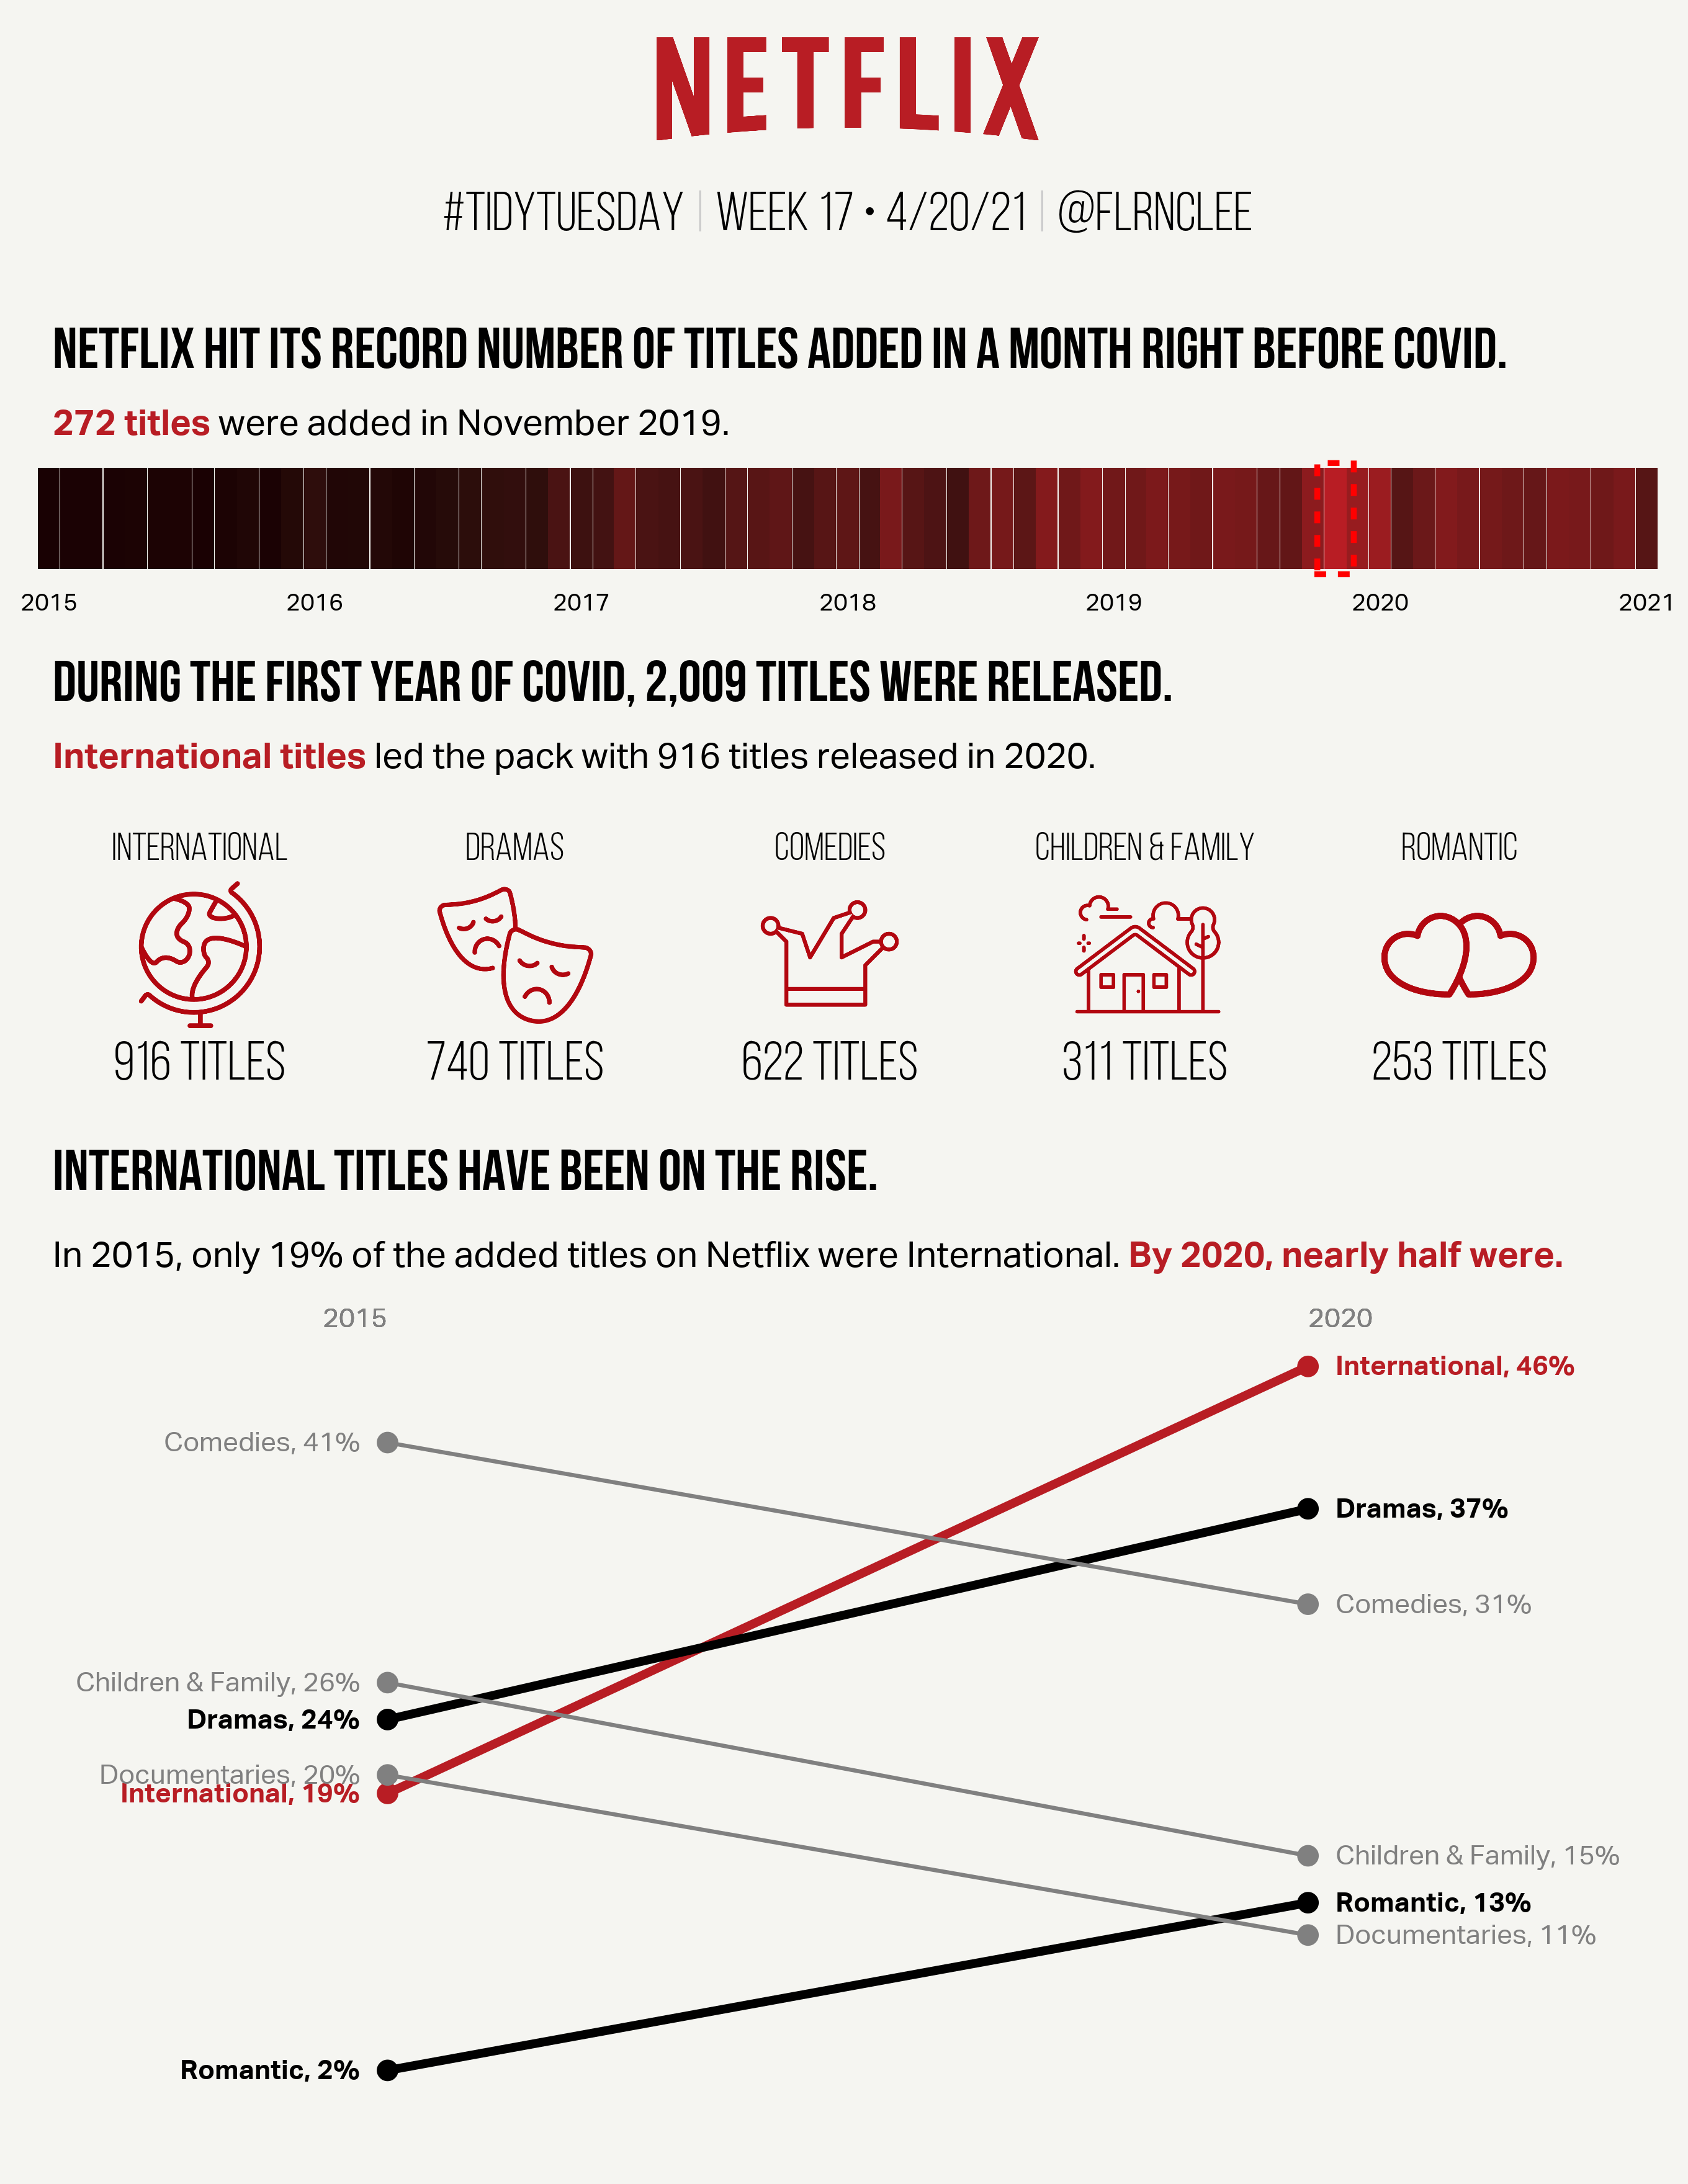 NETFLIX
#TIDYTUESDAY | WEEK 17 • 4/20/21 | @FLRNCLEE
NETFLIX HIT ITS RECORD NUMBER OF TITLES ADDED IN A MONTH RIGHT BEFORE COVID.
272 titles were added in November 2019.
2015 2016 2017 2018 2019 2020 2021
DURING THE FIRST YEAR OF COVID, 2,009 TITLES WERE RELEASED.
International titles led the pack with 916 titles released in 2020.
INTERNATIONAL DRAMAS COMEDIES CHILDREN & FAMILY ROMANTIC
916 TITLES 740 TITLES 622 TITLES 311 TITLES 253 TITLES
INTERNATIONAL TITLES HAVE BEEN ON THE RISE.
In 2015, only 19% of the added titles on Netflix were International. By 2020, nearly half were.
2015 2020
International, 46%
Comedies, 41%
Dramas, 37%
Comedies, 31%
Children & Family, 26%
Dramas, 24%
Documentaries, 20%
International, 19%
Children & Family, 15%
Romantic, 13%
Documentaries, 11%
Romantic, 2%